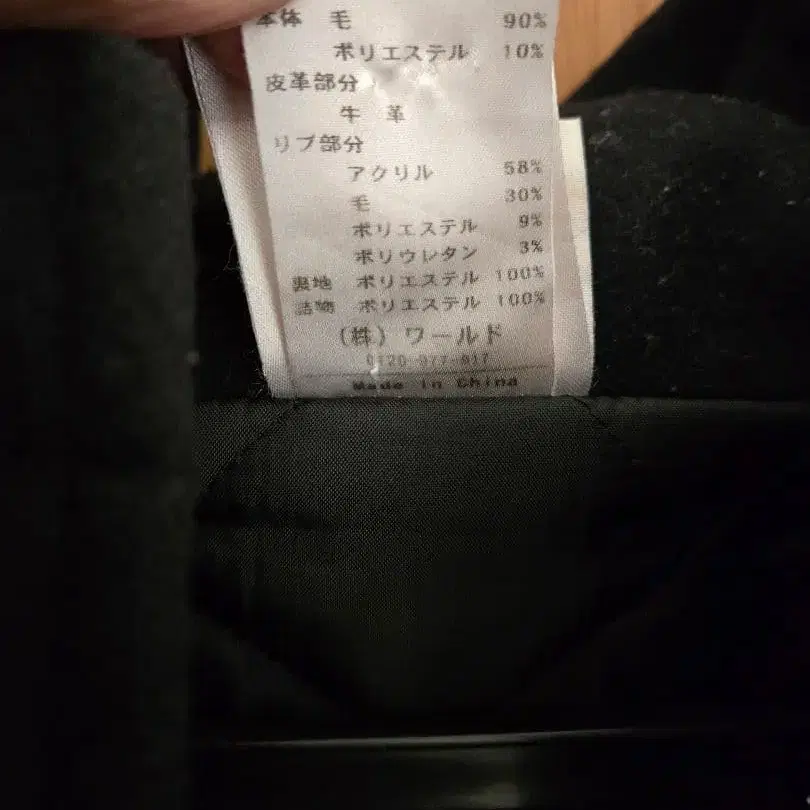 本体 毛 90%
ポリエステル 10%
皮革部分
牛革
リブ部分
アクリル 58%
毛 30%
ポリエステル 9%
ポリウレタン 3%
裏地 ポリエステル 100%
詰物 ポリエステル 100%
(株)ワールド
0120-977-817
Made in China